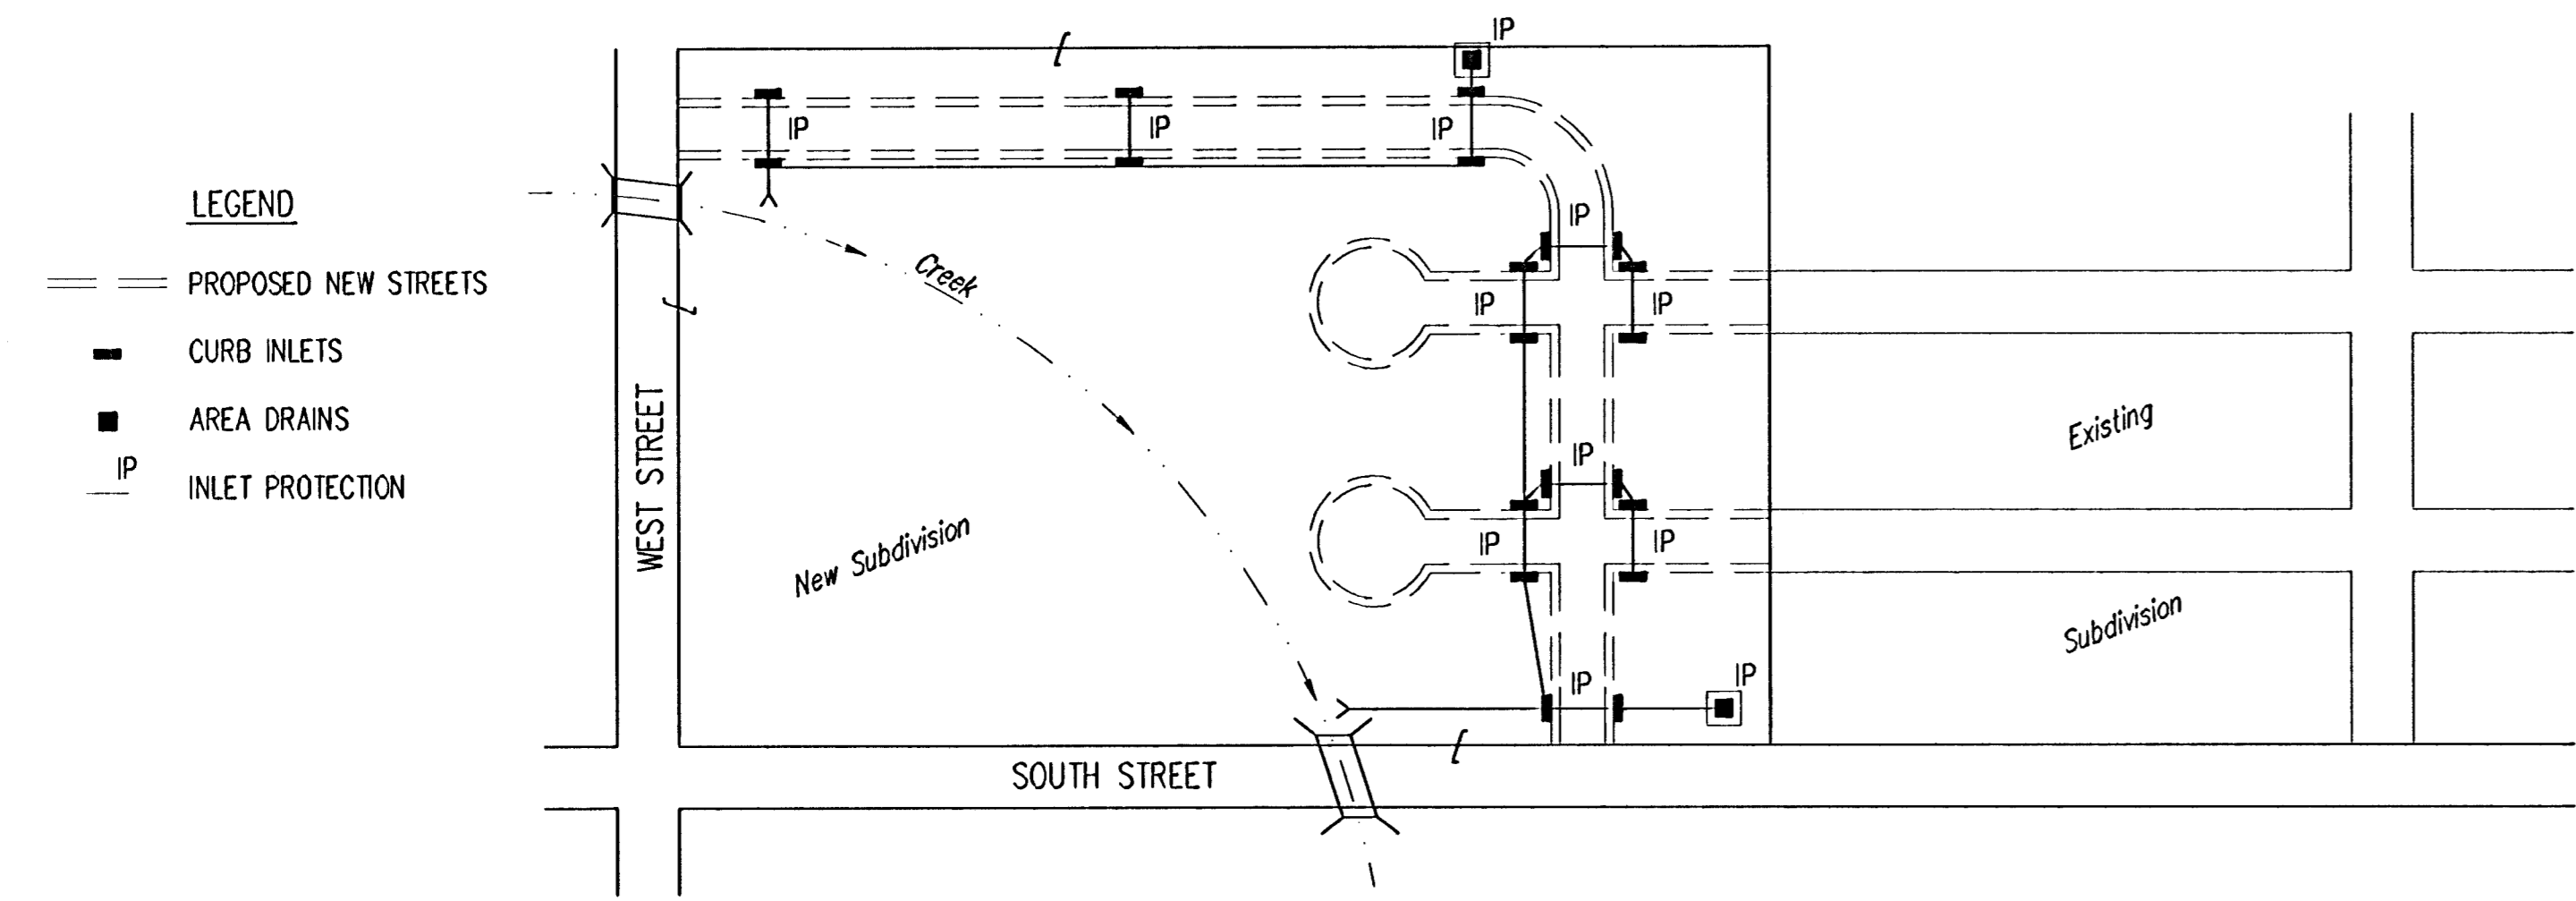 LEGEND
PROPOSED NEW STREETS
CURB INLETS
AREA DRAINS
IP
INLET PROTECTION
IP
IP
IP
IP
IP
Creek
IP
IP
WEST STREET
Existing
IP
New Subdivision
IP
IP
Subdivision
IP
IP
SOUTH STREET